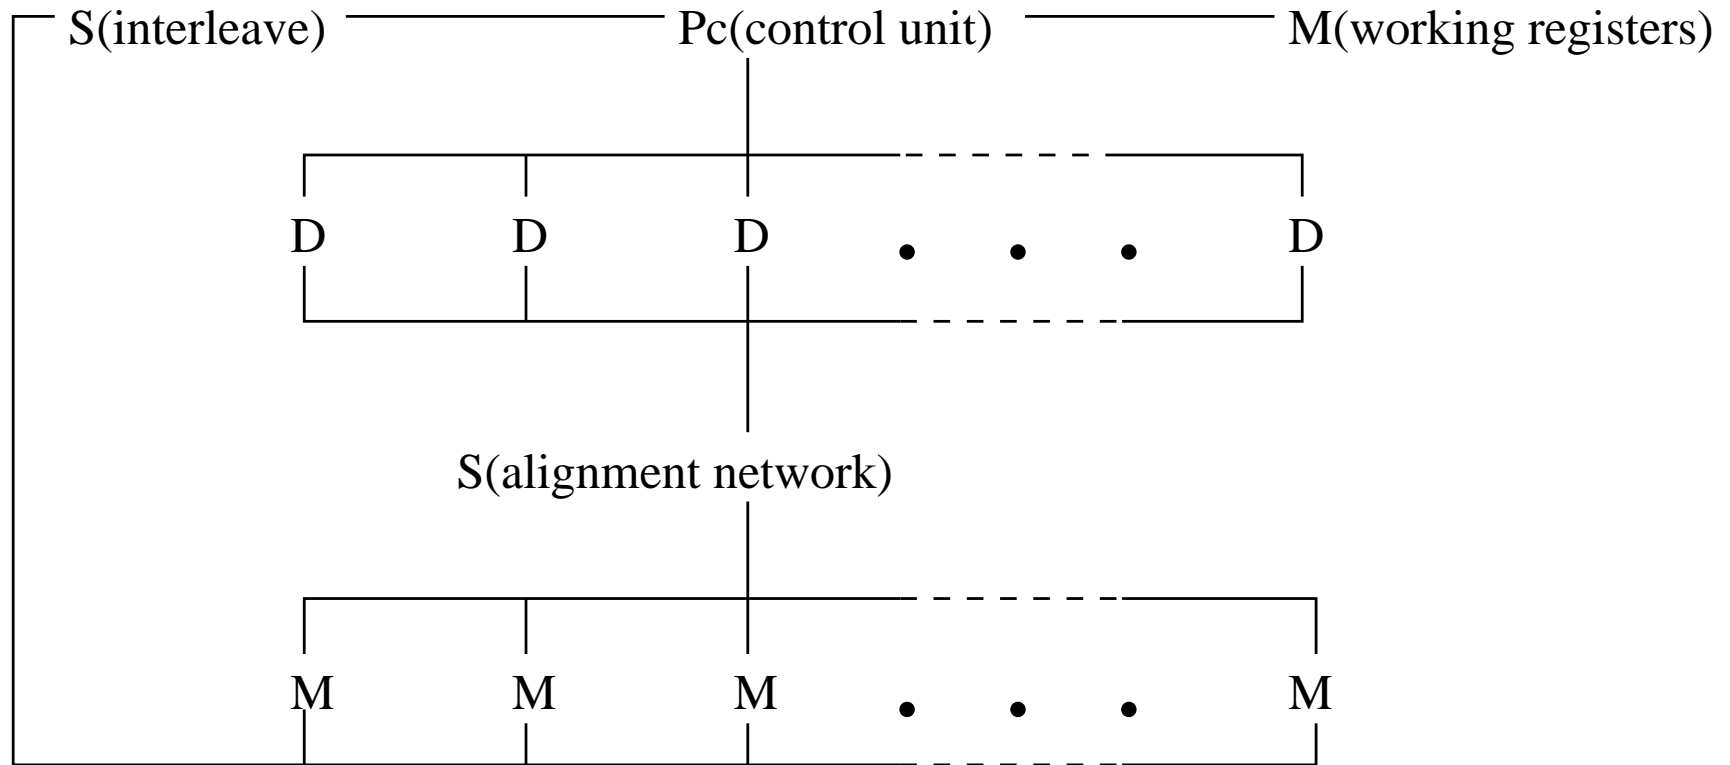 S(interleave) Pc(control unit) M(working registers)
D D D • • • D
S(alignment network)
M M M • • • M